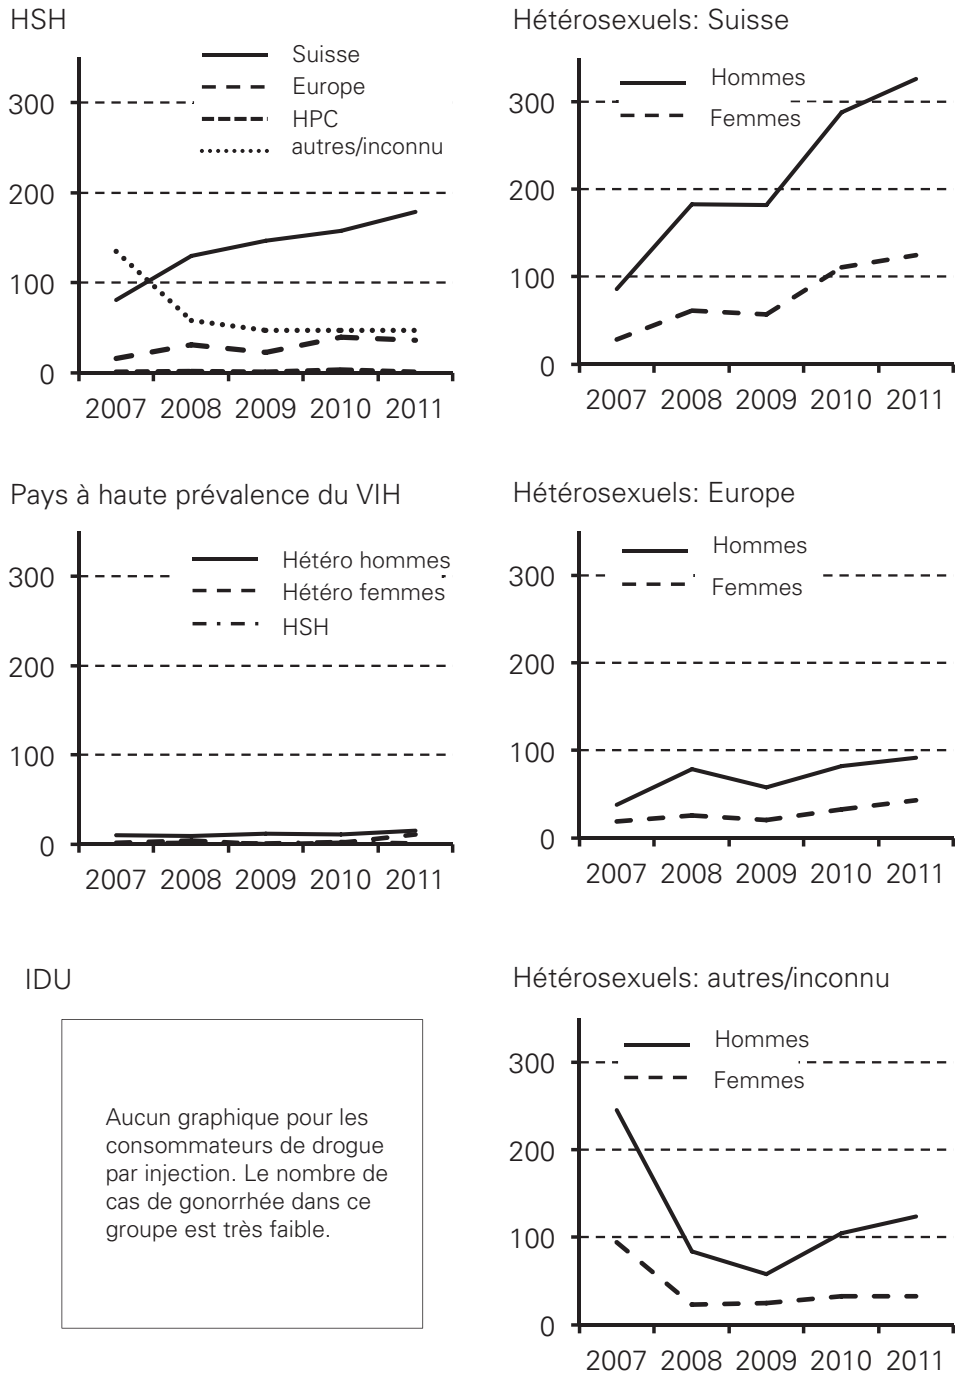 HSH
Suisse
Europe
HPC
autres/inconnu
300
200
100
0
2007 2008 2009 2010 2011
Hétérosexuels: Suisse
Hommes
Femmes
300
200
100
0
2007 2008 2009 2010 2011
Pays à haute prévalence du VIH
Hétéro hommes
Hétéro femmes
HSH
300
200
100
0
2007 2008 2009 2010 2011
Hétérosexuels: Europe
Hommes
Femmes
300
200
100
0
2007 2008 2009 2010 2011
IDU
Aucun graphique pour les
consommateurs de drogue
par injection. Le nombre de
cas de gonorrhée dans ce
groupe est très faible.
Hétérosexuels: autres/inconnu
Hommes
Femmes
300
200
100
0
2007 2008 2009 2010 2011